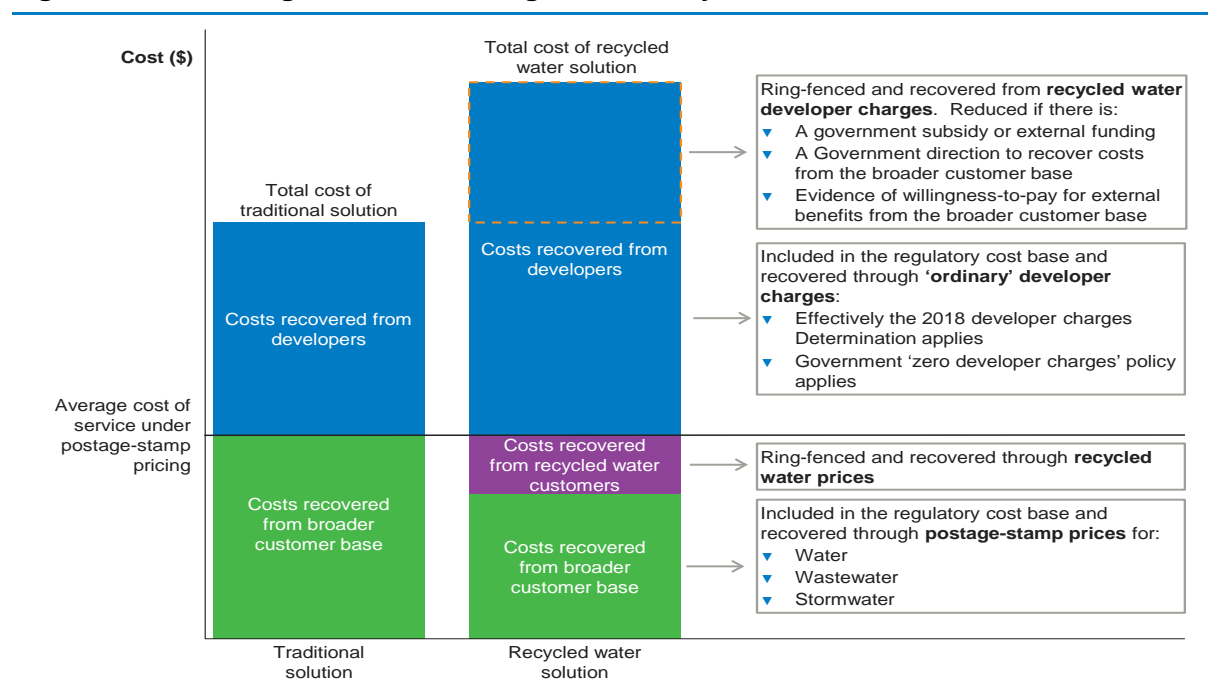 Cost ($)
Total cost of recycled
water solution
Total cost of
traditional solution
Costs recovered from
developers
Costs recovered from
developers
Average cost of
service under
postage-stamp
pricing
Costs recovered
from recycled water
customers
Costs recovered
from broader
customer base
Costs recovered
from broader
customer base
Traditional
solution
Recycled water
solution
Ring-fenced and recovered from recycled water
developer charges. Reduced if there is:
▼ A government subsidy or external funding
▼ A Government direction to recover costs
from the broader customer base
▼ Evidence of willingness-to-pay for external
benefits from the broader customer base
Included in the regulatory cost base and
recovered through ‘ordinary’ developer
charges:
▼ Effectively the 2018 developer charges
Determination applies
▼ Government ‘zero developer charges’ policy
applies
Ring-fenced and recovered through recycled
water prices
Included in the regulatory cost base and
recovered through postage-stamp prices for:
▼ Water
▼ Wastewater
▼ Stormwater